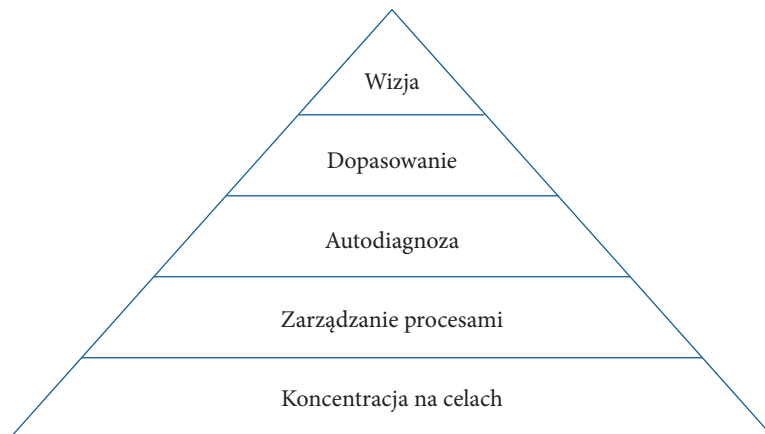 Wizja
Dopasowanie
Autodiagnoza
Zarządzanie procesami
Koncentracja na celach